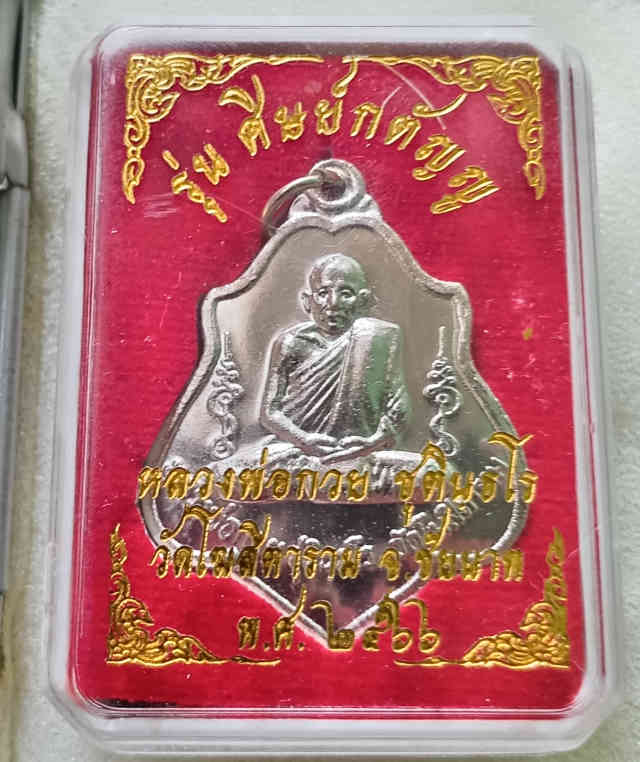 รุ่น ศิษย์กตัญญู
หลวงพ่อกวย ชุตินธโร
วัดโฆสิตาราม จ.ชัยนาท
พ.ศ. ๒๕๖๖